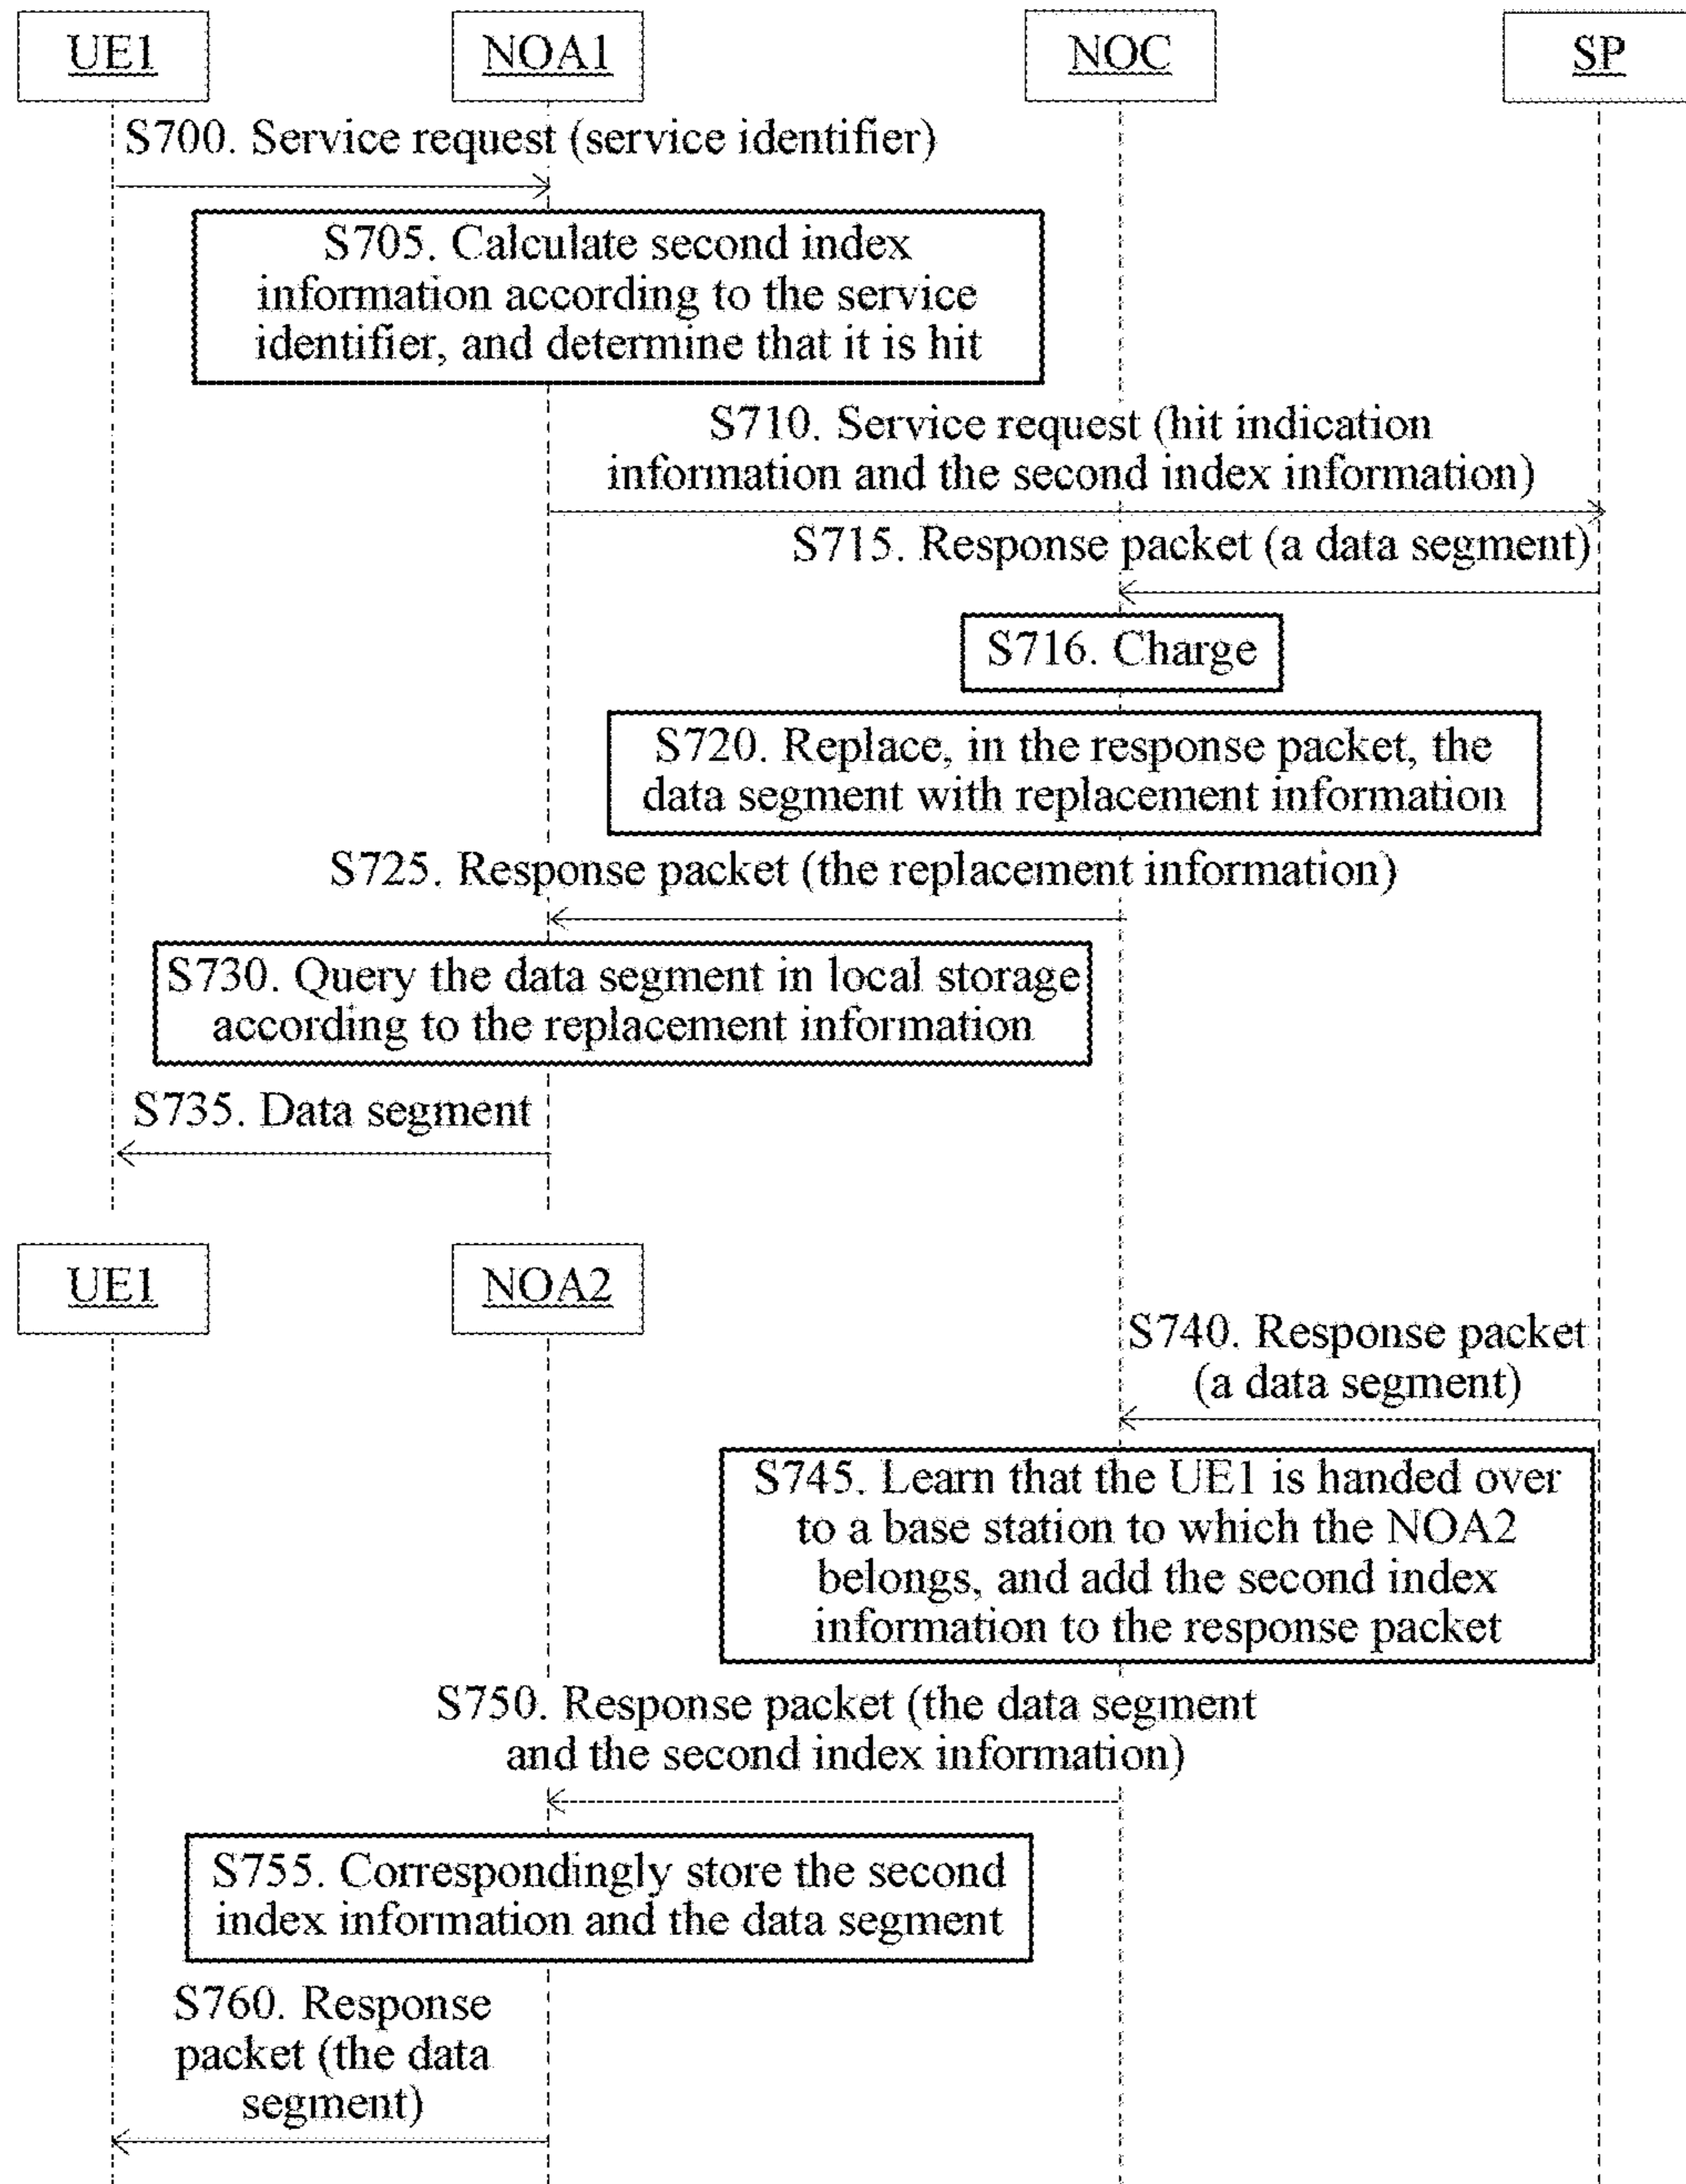 UE1
NOA1
NOC
SP
S700. Service request (service identifier)
S705. Calculate second index
information according to the service
identifier, and determine that it is hit
S710. Service request (hit indication
information and the second index information)
S715. Response packet (a data segment)
S716. Charge
S720. Replace, in the response packet, the
data segment with replacement information
S725. Response packet (the replacement information)
S730. Query the data segment in local storage
according to the replacement information
S735. Data segment
UE1
NOA2
S740. Response packet
(a data segment)
S745. Learn that the UE1 is handed over
to a base station to which the NOA2
belongs, and add the second index
information to the response packet
S750. Response packet (the data segment
and the second index information)
S755. Correspondingly store the second
index information and the data segment
S760. Response
packet (the data
segment)